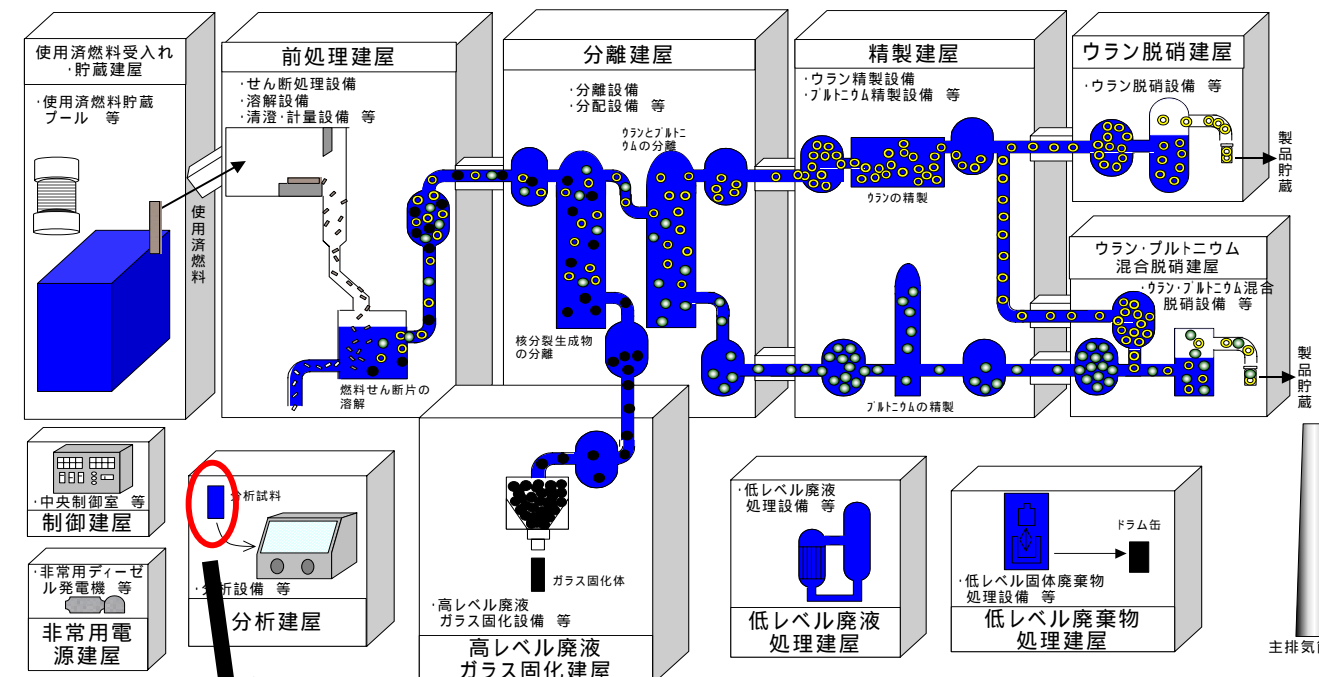 使用済燃料受入れ
・貯蔵建屋
・使用済燃料貯蔵
プール 等
使用済燃料
前処理建屋
・せん断処理設備
・溶解設備
・清澄・計量設備 等
燃料せん断片の
溶解
分離建屋
・分離設備
・分配設備 等
ウランとプルトニ
ウムの分離
核分裂生成物
の分離
精製建屋
・ウラン精製設備
・プルトニウム精製設備 等
ウランの精製
プルトニウムの精製
ウラン脱硝建屋
・ウラン脱硝設備 等
製品貯蔵
ウラン・プルトニウム
混合脱硝建屋
・ウラン・プルトニウム混合
脱硝設備 等
製品貯蔵
・中央制御室 等
制御建屋
・非常用ディーゼ
ル発電機 等
非常用電
源建屋
分析試料
・分析設備 等
分析建屋
ガラス固化体
・高レベル廃液
ガラス固化設備 等
高レベル廃液
ガラス固化建屋
・低レベル廃液
処理設備 等
低レベル廃液
処理建屋
ドラム缶
・低レベル固体廃棄物
処理設備 等
低レベル廃棄物
処理建屋
主排気